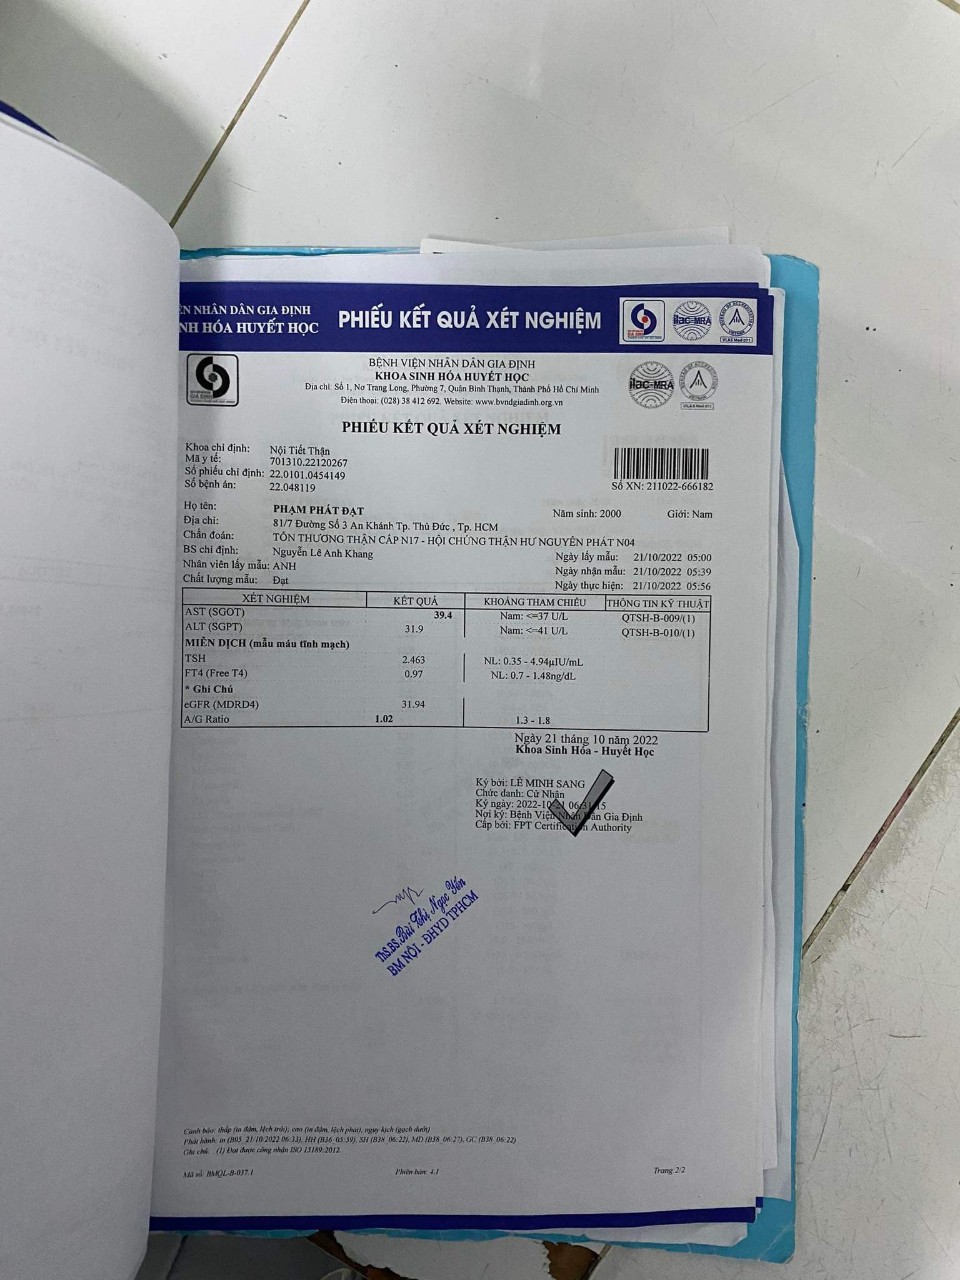 ỆN NHÂN DÂN GIA ĐỊNH
NH HÓA HUYẾT HỌC
PHIẾU KẾT QUẢ XÉT NGHIỆM
ilac-MRA
BỆNH VIỆN NHÂN DÂN GIA ĐỊNH
KHOA SINH HÓA HUYẾT HỌC
Địa chỉ: Số 1, Nơ Trang Long, Phường 7, Quận Bình Thạnh, Thành Phố Hồ Chí Minh
Điện thoại: (028) 38 412 692. Website: www.bvndgiadinh.org.vn
ilac-MRA
PHIẾU KẾT QUẢ XÉT NGHIỆM
Khoa chỉ định: Nội Tiết Thận
Mã y tế: 701310.22120267
Số phiếu chỉ định: 22.0101.0454149
Số bệnh án: 22.048119
Số XN: 211022-666182
Họ tên: PHẠM PHÁT ĐẠT Năm sinh: 2000 Giới: Nam
Địa chỉ: 81/7 Đường Số 3 An Khánh Tp. Thủ Đức , Tp. HCM
Chẩn đoán: TỔN THƯƠNG THẬN CẤP N17 - HỘI CHỨNG THẬN HƯ NGUYÊN PHÁT N04
BS chỉ định: Nguyễn Lê Anh Khang Ngày lấy mẫu: 21/10/2022 05:00
Nhân viên lấy mẫu: ANH Ngày nhận mẫu: 21/10/2022 05:39
Chất lượng mẫu: Đạt Ngày thực hiện: 21/10/2022 05:56
XÉT NGHIỆM KẾT QUẢ KHOẢNG THAM CHIẾU THÔNG TIN KỸ THUẬT
AST (SGOT) 39.4 Nam: <=37 U/L QTSH-B-009/(1)
ALT (SGPT) 31.9 Nam: <=41 U/L QTSH-B-010/(1)
MIỄN DỊCH (mẫu máu tĩnh mạch)
TSH 2.463 NL: 0.35 - 4.94µIU/mL
FT4 (Free T4) 0.97 NL: 0.7 - 1.48ng/dL
* Ghi Chú
eGFR (MDRD4) 31.94
A/G Ratio 1.02 1.3 - 1.8
Ngày 21 tháng 10 năm 2022
Khoa Sinh Hóa - Huyết Học
Ký bởi: LÊ MINH SANG
Chức danh: Cử Nhân
Ký ngày: 2022-10-21 06:31:15
Nơi ký: Bệnh Viện Nhân Dân Gia Định
Cấp bởi: FPT Certification Authority
ThS.BS. Bùi Thị Ngọc Yến
BM NỘI - ĐHYD TPHCM
Cảnh báo: thấp (in đậm, lệch trái); cao (in đậm, lệch phải), nguy kịch (gạch dưới)
Phát hành: in (B05_21/10/2022 06:33), HH (B36_05:59), SH (B38_06:22), MD (B38_06:27), GC (B38_06:22)
Ghi chú: (1) Đạt được công nhận ISO 15189:2012.
Mã số: BMQL-B-037.1 Phiên bản: 4.1 Trang 2/2